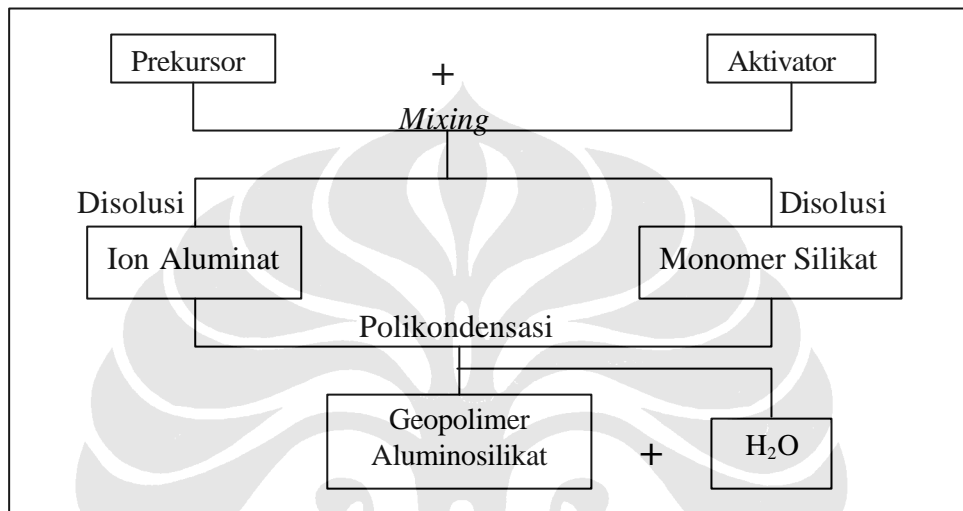 Prekursor
+
Aktivator
Mixing
Disolusi
Disolusi
Ion Aluminat
Monomer Silikat
Polikondensasi
Geopolimer
Aluminosilikat
+
H₂O